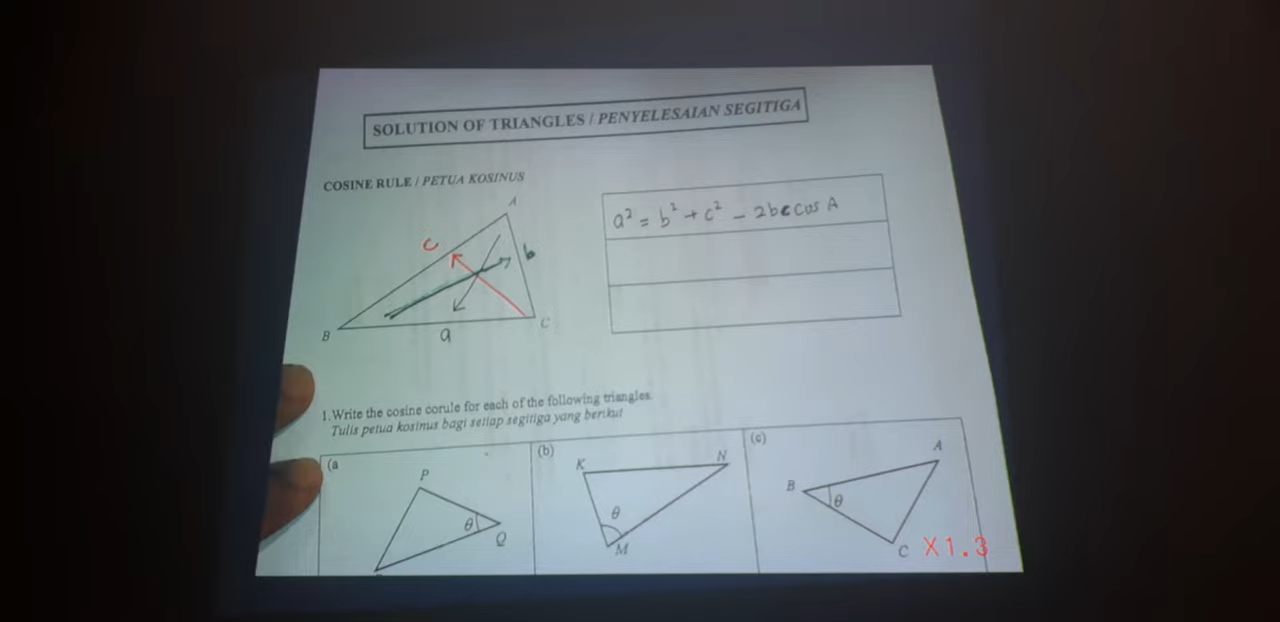 SOLUTION OF TRIANGLES / PENYELESAIAN SEGITIGA
COSINE RULE / PETUA KOSINUS
A
c
b
B
a
C
a² = b² + c² - 2bc cos A
1. Write the cosine corule for each of the following triangles.
Tulis petua kosinus bagi setiap segitiga yang berikut
(a
P
θ
Q
(b)
K
N
θ
M
(c)
A
B
θ
C
X1.3